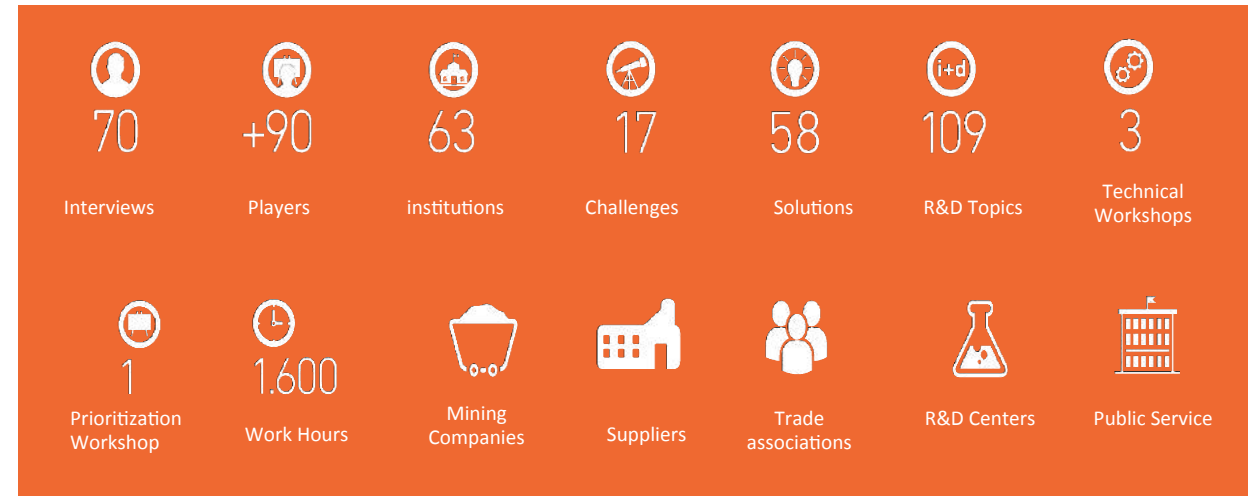 i+d
70
+90
63
17
58
109
3
Interviews
Players
institutions
Challenges
Solutions
R&D Topics
Technical
Workshops
1
1.600
Prioritization
Workshop
Work Hours
Mining
Companies
Suppliers
Trade
associations
R&D Centers
Public Service